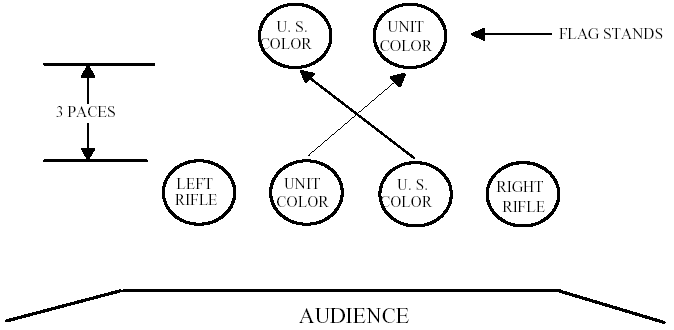 U. S.
COLOR
UNIT
COLOR
FLAG STANDS
3 PACES
LEFT
RIFLE
UNIT
COLOR
U. S.
COLOR
RIGHT
RIFLE
AUDIENCE